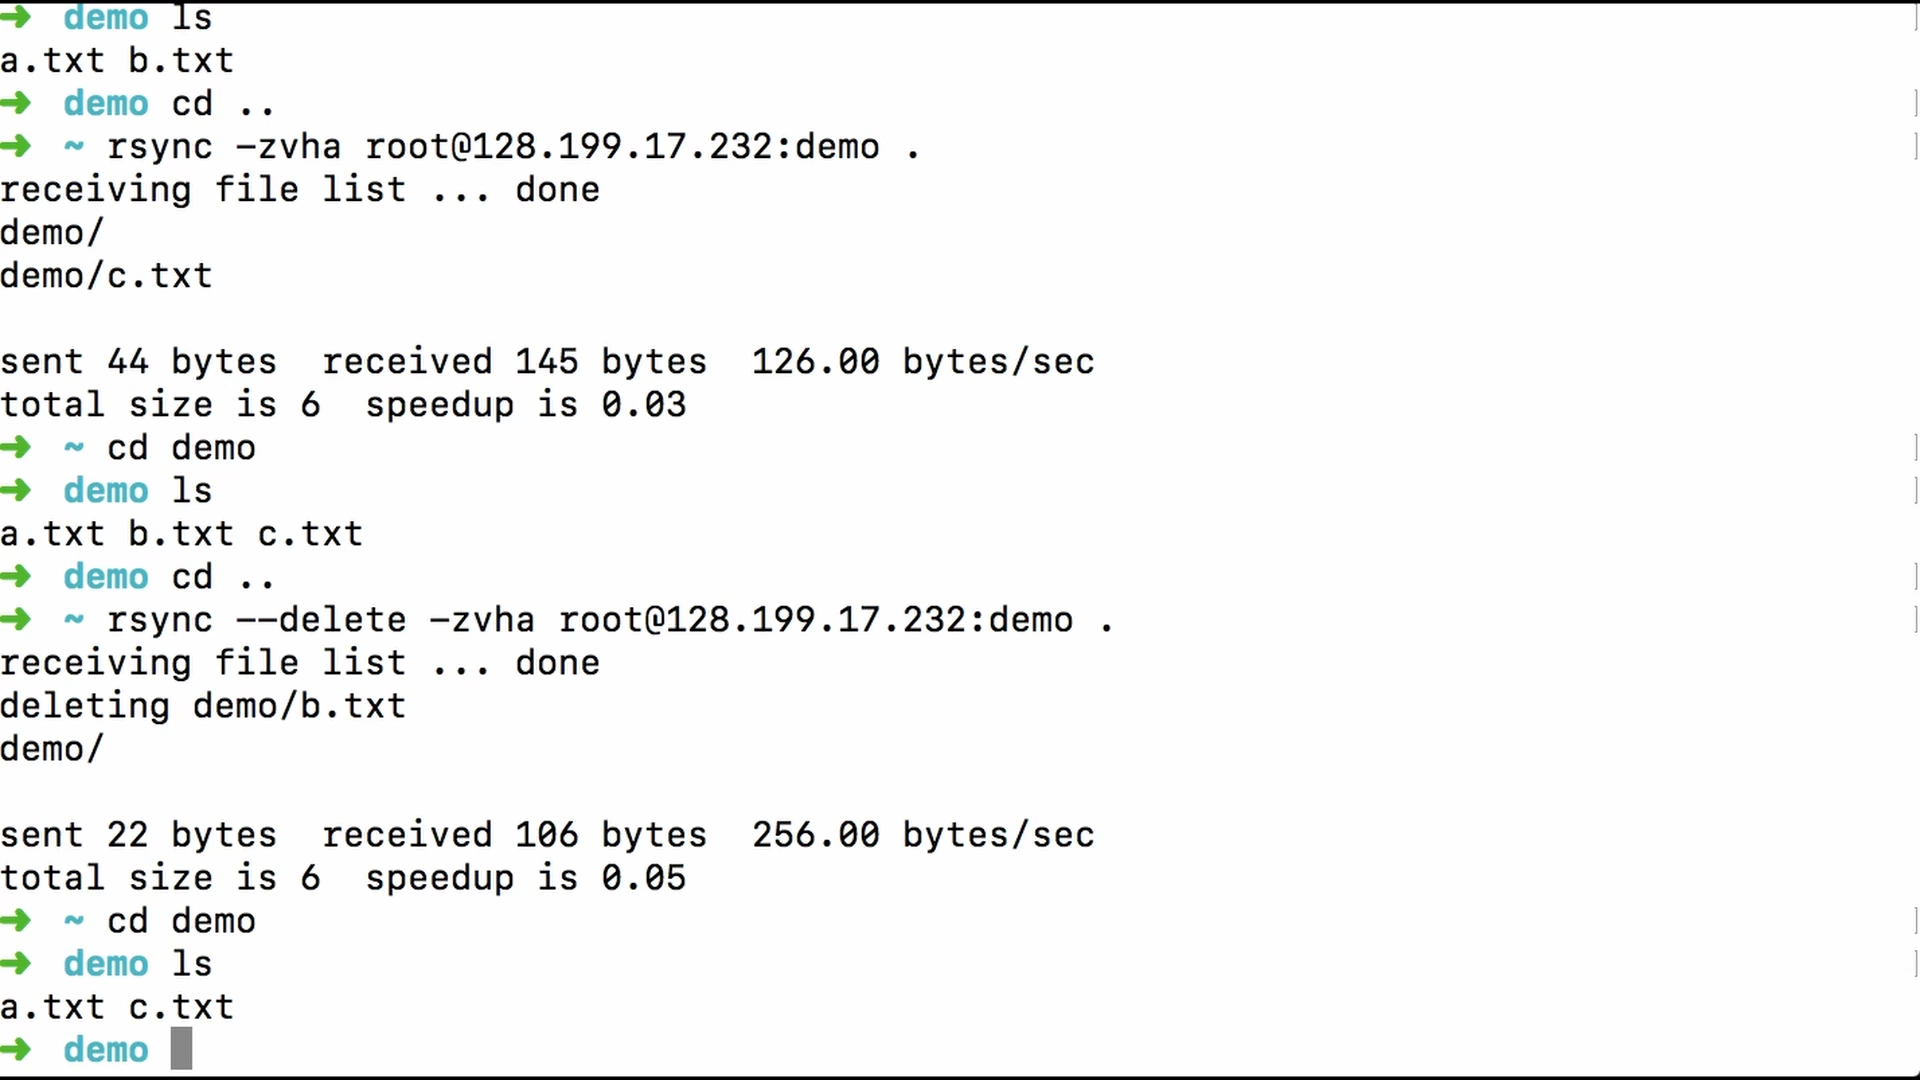 ➜ demo ls
a.txt b.txt
➜ demo cd ..
➜ ~ rsync -zvha root@128.199.17.232:demo .
receiving file list ... done
demo/
demo/c.txt
sent 44 bytes  received 145 bytes  126.00 bytes/sec
total size is 6  speedup is 0.03
➜ ~ cd demo
➜ demo ls
a.txt b.txt c.txt
➜ demo cd ..
➜ ~ rsync --delete -zvha root@128.199.17.232:demo .
receiving file list ... done
deleting demo/b.txt
demo/
sent 22 bytes  received 106 bytes  256.00 bytes/sec
total size is 6  speedup is 0.05
➜ ~ cd demo
➜ demo ls
a.txt c.txt
➜ demo